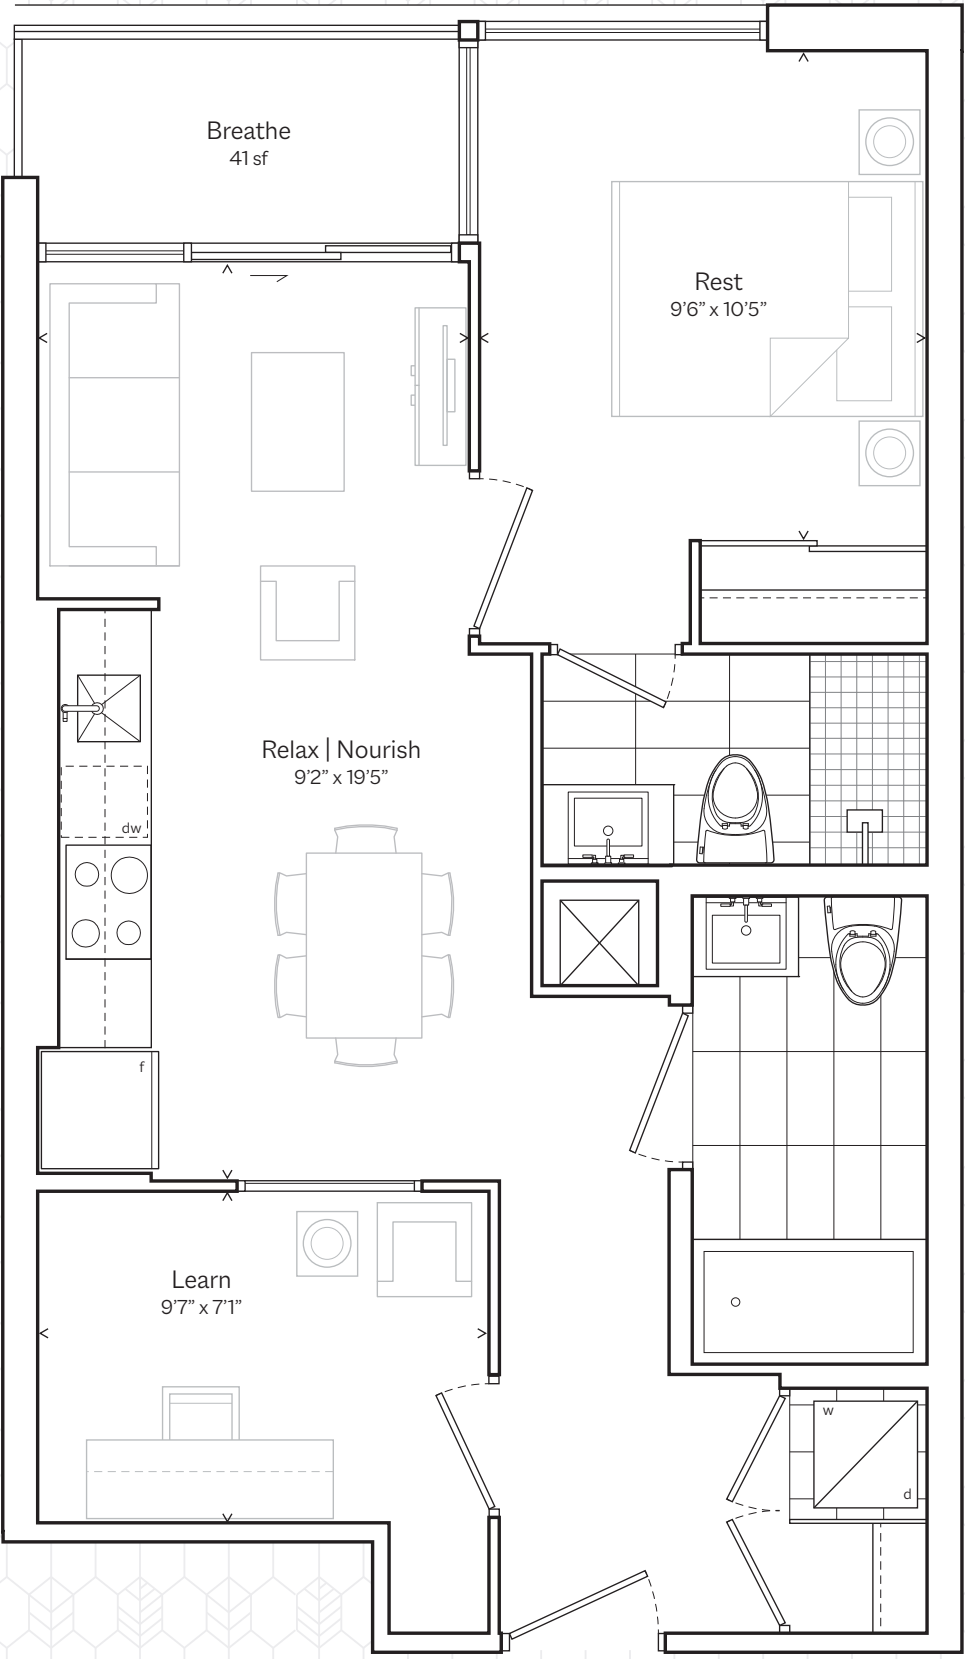 Breathe
41 sf
Rest
9’6” x 10’5”
Relax | Nourish
9’2” x 19’5”
dw
f
Learn
9’7” x 7’1”
w
d